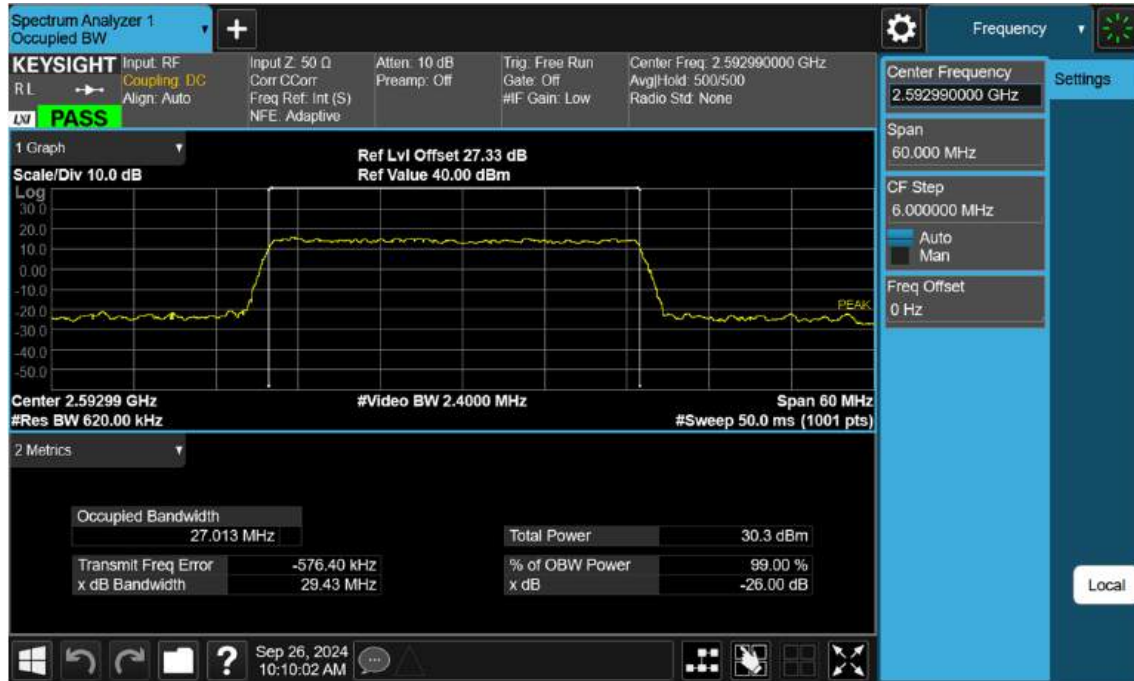 Spectrum Analyzer 1
Occupied BW
Frequency
KEYSIGHT
R L
LXI
PASS
Input: RF
Coupling: DC
Align: Auto
Input Z: 50 Ω
Corr CCorr
Freq Ref: Int (S)
NFE: Adaptive
Atten: 10 dB
Preamp: Off
Trig: Free Run
Gate: Off
#IF Gain: Low
Center Freq: 2.592990000 GHz
Avg|Hold: 500/500
Radio Std: None
Center Frequency
2.592990000 GHz
Settings
Span
60.000 MHz
CF Step
6.000000 MHz
Auto
Man
Freq Offset
0 Hz
Local
1 Graph
Scale/Div 10.0 dB
Ref Lvl Offset 27.33 dB
Ref Value 40.00 dBm
Log
30.0
20.0
10.0
0.00
-10.0
-20.0
-30.0
-40.0
-50.0
PEAK
Center 2.59299 GHz
#Video BW 2.4000 MHz
Span 60 MHz
#Res BW 620.00 kHz
#Sweep 50.0 ms (1001 pts)
2 Metrics
Occupied Bandwidth
27.013 MHz
Total Power 30.3 dBm
Transmit Freq Error -576.40 kHz
% of OBW Power 99.00 %
x dB Bandwidth 29.43 MHz
x dB -26.00 dB
?
Sep 26, 2024
10:10:02 AM